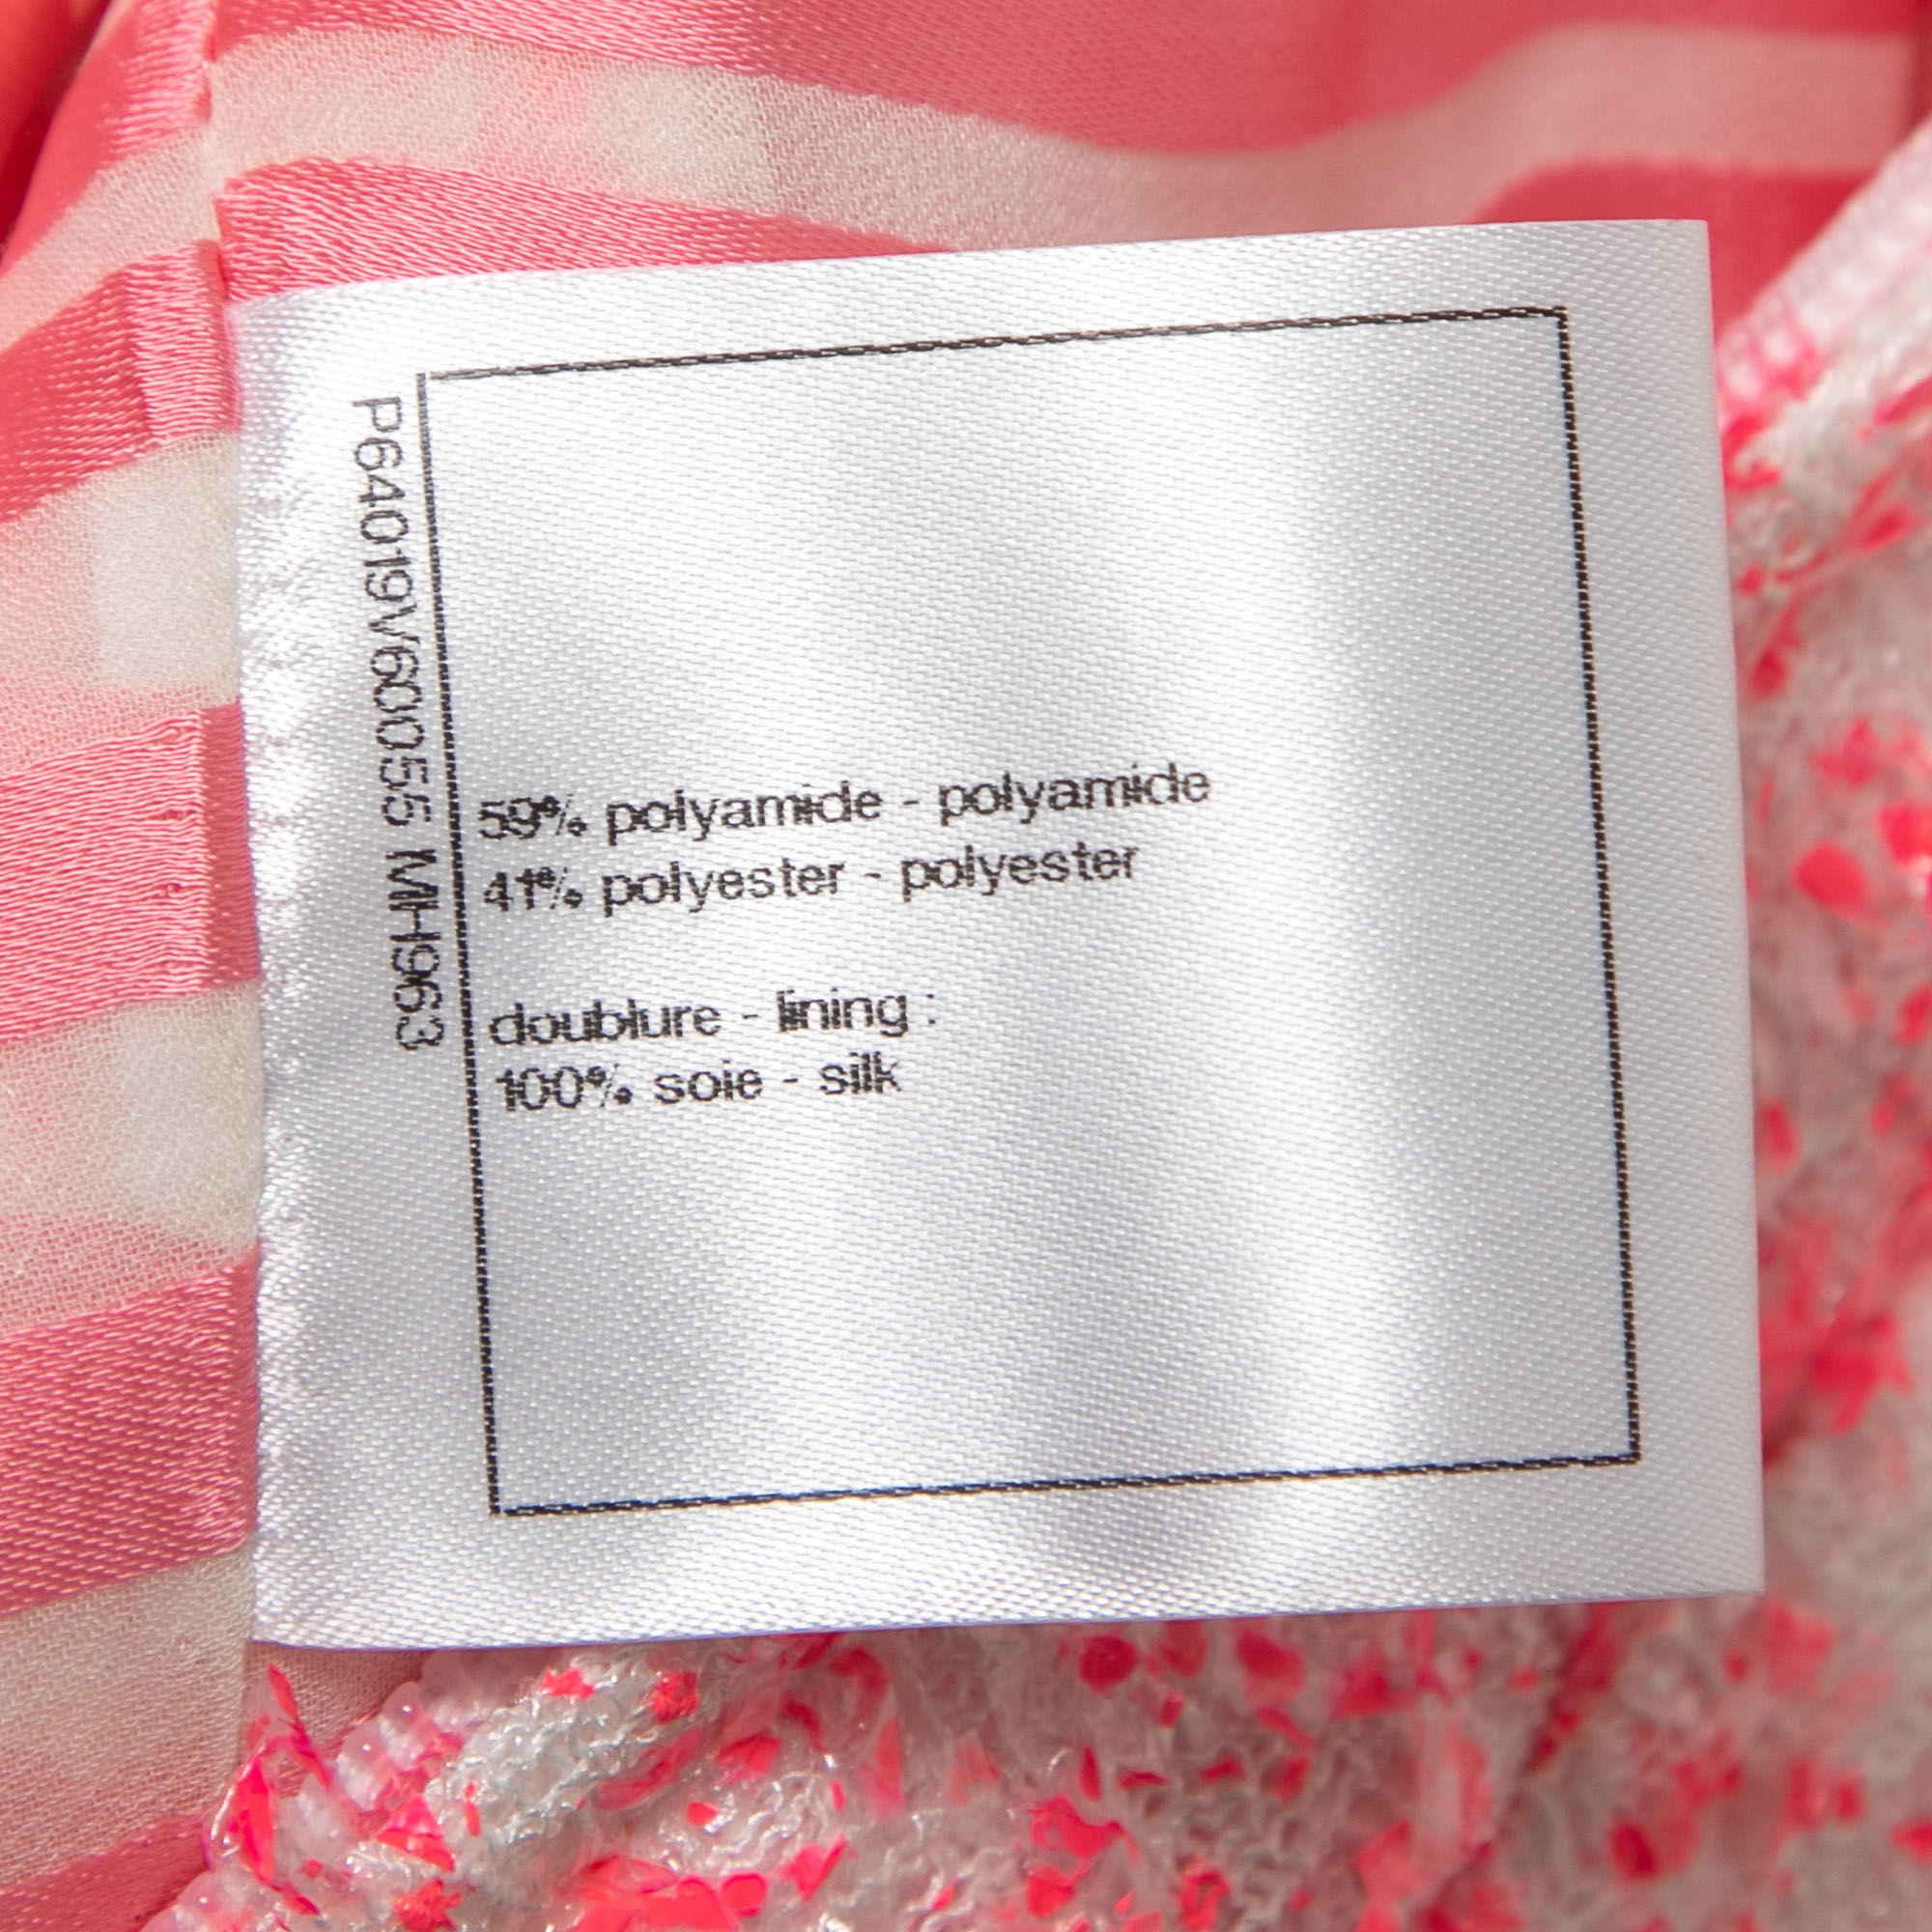 P64019V60055 MH963
59% polyamide - polyamide
41% polyester - polyester
doublure - lining :
100% soie - silk